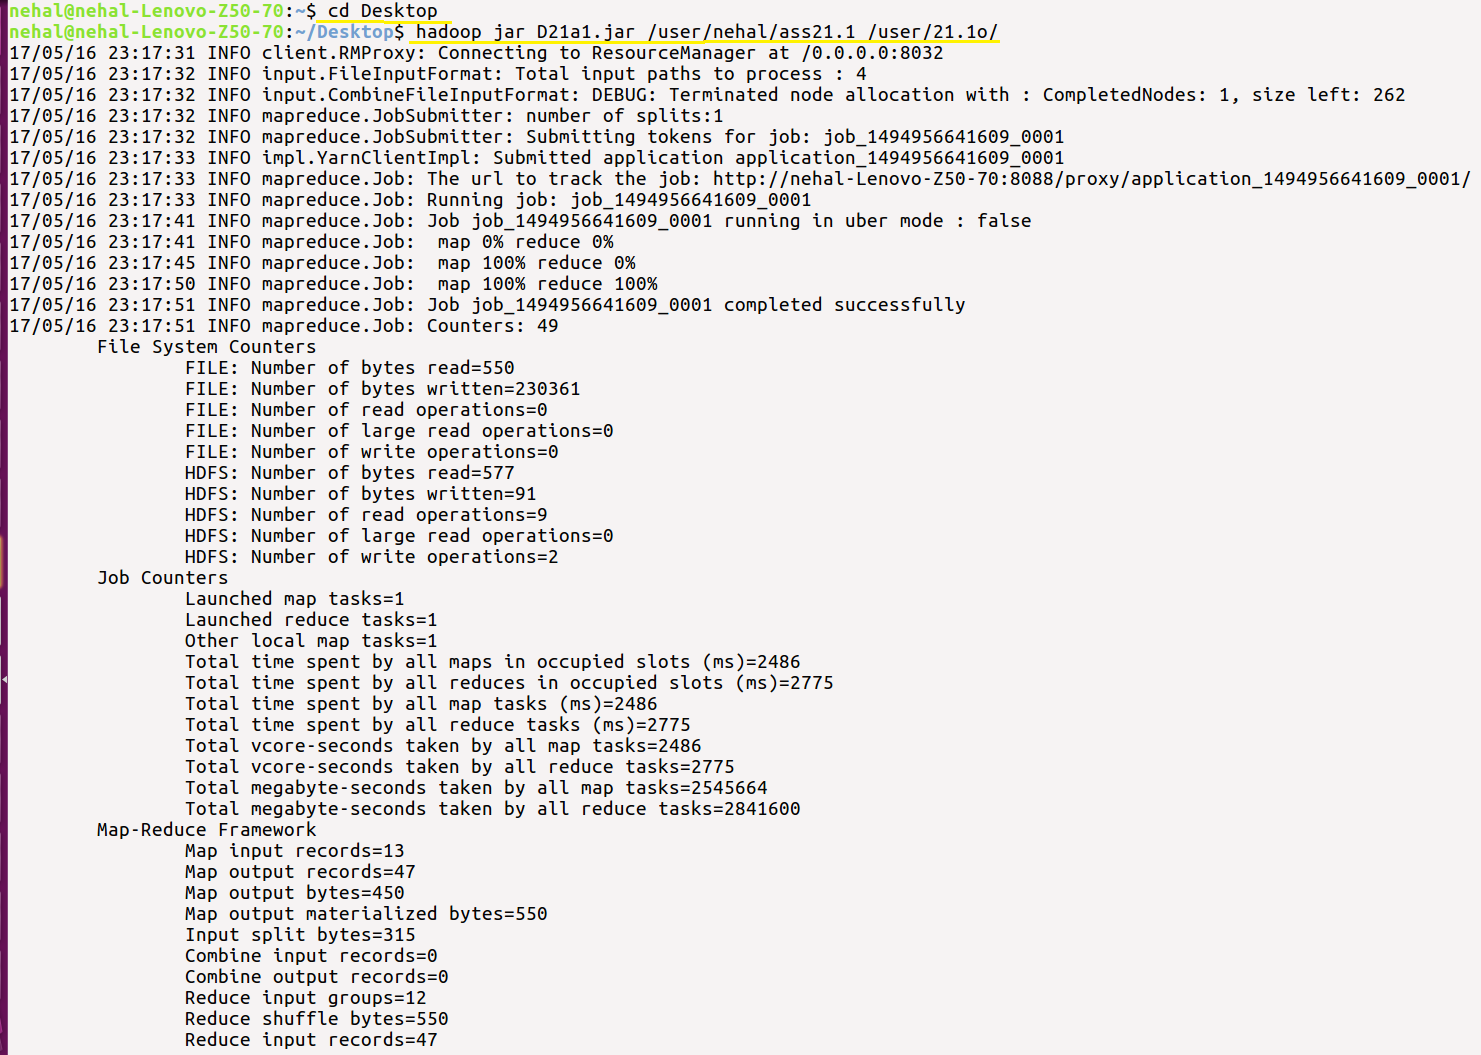 nehal@nehal-Lenovo-Z50-70:~$ cd Desktop
nehal@nehal-Lenovo-Z50-70:~/Desktop$ hadoop jar D21a1.jar /user/nehal/ass21.1 /user/21.1o/
17/05/16 23:17:31 INFO client.RMProxy: Connecting to ResourceManager at /0.0.0.0:8032
17/05/16 23:17:32 INFO input.FileInputFormat: Total input paths to process : 4
17/05/16 23:17:32 INFO input.CombineFileInputFormat: DEBUG: Terminated node allocation with : CompletedNodes: 1, size left: 262
17/05/16 23:17:32 INFO mapreduce.JobSubmitter: number of splits:1
17/05/16 23:17:32 INFO mapreduce.JobSubmitter: Submitting tokens for job: job_1494956641609_0001
17/05/16 23:17:33 INFO impl.YarnClientImpl: Submitted application application_1494956641609_0001
17/05/16 23:17:33 INFO mapreduce.Job: The url to track the job: http://nehal-Lenovo-Z50-70:8088/proxy/application_1494956641609_0001/
17/05/16 23:17:33 INFO mapreduce.Job: Running job: job_1494956641609_0001
17/05/16 23:17:41 INFO mapreduce.Job: Job job_1494956641609_0001 running in uber mode : false
17/05/16 23:17:41 INFO mapreduce.Job:  map 0% reduce 0%
17/05/16 23:17:45 INFO mapreduce.Job:  map 100% reduce 0%
17/05/16 23:17:50 INFO mapreduce.Job:  map 100% reduce 100%
17/05/16 23:17:51 INFO mapreduce.Job: Job job_1494956641609_0001 completed successfully
17/05/16 23:17:51 INFO mapreduce.Job: Counters: 49
File System Counters
FILE: Number of bytes read=550
FILE: Number of bytes written=230361
FILE: Number of read operations=0
FILE: Number of large read operations=0
FILE: Number of write operations=0
HDFS: Number of bytes read=577
HDFS: Number of bytes written=91
HDFS: Number of read operations=9
HDFS: Number of large read operations=0
HDFS: Number of write operations=2
Job Counters
Launched map tasks=1
Launched reduce tasks=1
Other local map tasks=1
Total time spent by all maps in occupied slots (ms)=2486
Total time spent by all reduces in occupied slots (ms)=2775
Total time spent by all map tasks (ms)=2486
Total time spent by all reduce tasks (ms)=2775
Total vcore-seconds taken by all map tasks=2486
Total vcore-seconds taken by all reduce tasks=2775
Total megabyte-seconds taken by all map tasks=2545664
Total megabyte-seconds taken by all reduce tasks=2841600
Map-Reduce Framework
Map input records=13
Map output records=47
Map output bytes=450
Map output materialized bytes=550
Input split bytes=315
Combine input records=0
Combine output records=0
Reduce input groups=12
Reduce shuffle bytes=550
Reduce input records=47